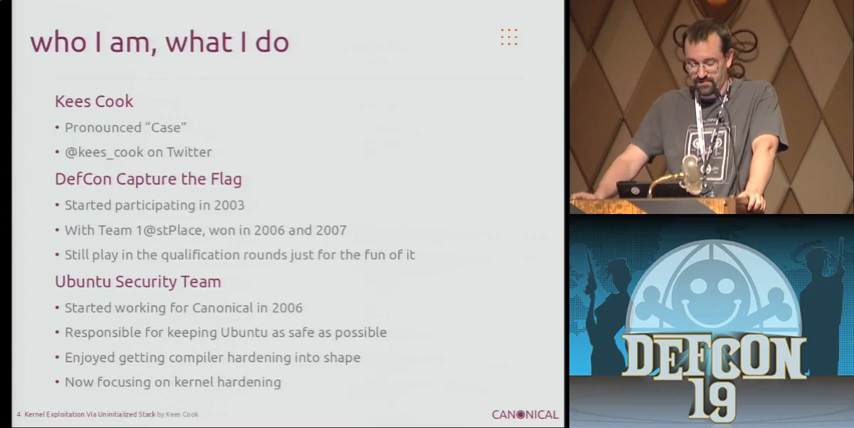 who I am, what I do
Kees Cook
• Pronounced “Case”
• @kees_cook on Twitter
DefCon Capture the Flag
• Started participating in 2003
• With Team 1@stPlace, won in 2006 and 2007
• Still play in the qualification rounds just for the fun of it
Ubuntu Security Team
• Started working for Canonical in 2006
• Responsible for keeping Ubuntu as safe as possible
• Enjoyed getting compiler hardening into shape
• Now focusing on kernel hardening
4 Kernel Exploitation Via Uninitialized Stack by Kees Cook
CANONICAL
DEFCON
19